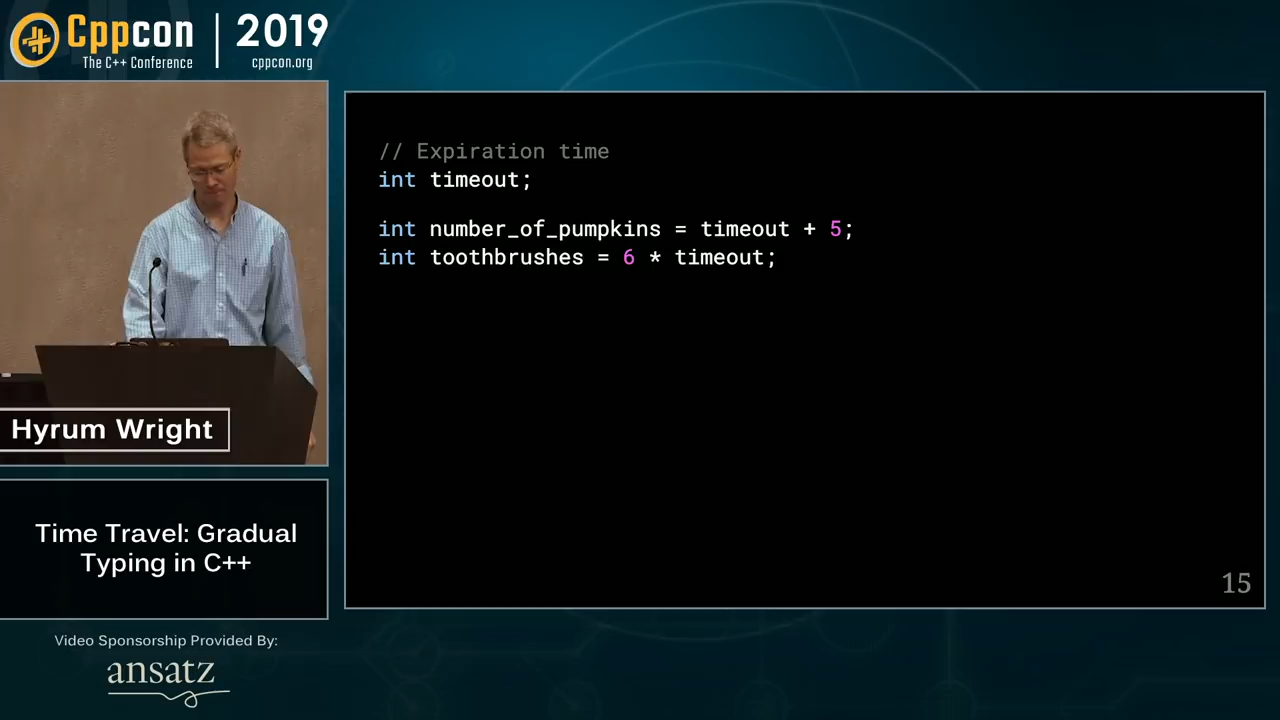 Cppcon
The C++ Conference
2019
cppcon.org
// Expiration time
int timeout;
int number_of_pumpkins = timeout + 5;
int toothbrushes = 6 * timeout;
15
Hyrum Wright
Time Travel: Gradual
Typing in C++
Video Sponsorship Provided By:
ansatz